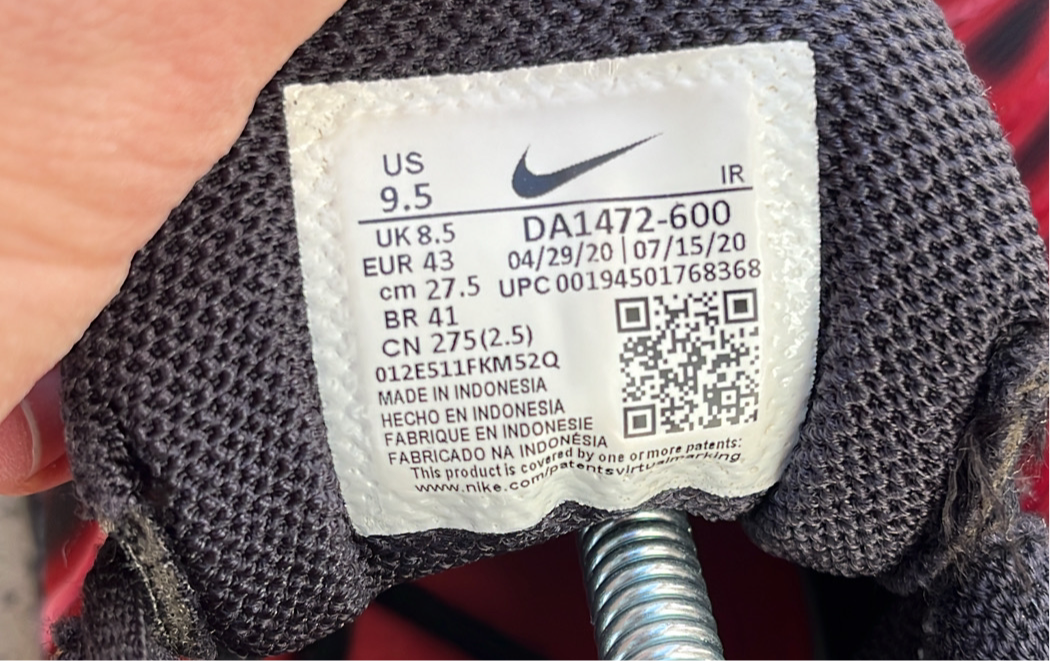 US
9.5
IR
UK 8.5
EUR 43
cm 27.5
BR 41
CN 275(2.5)
DA1472-600
04/29/20 | 07/15/20
UPC 00194501768368
012E511FKM52Q
MADE IN INDONESIA
HECHO EN INDONESIA
FABRIQUE EN INDONESIE
FABRICADO NA INDONÉSIA
This product is covered by one or more patents:
www.nike.com/patentsvirtualmarking